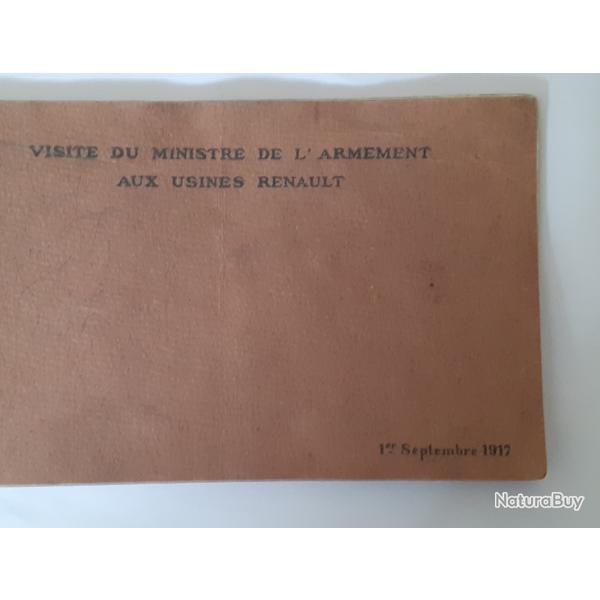 VISITE DU MINISTRE DE L'ARMEMENT
AUX USINES RENAULT
1er Septembre 1917
NaturaBuy